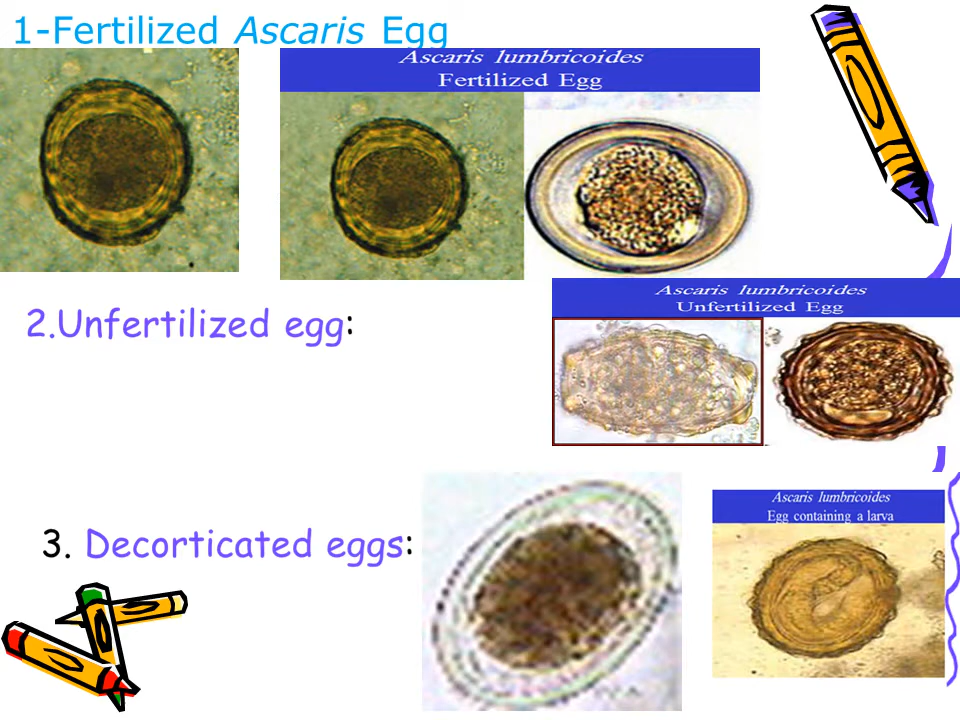 1-Fertilized Ascaris Egg
Ascaris lumbricoides
Fertilized Egg
2.Unfertilized egg:
Ascaris lumbricoides
Unfertilized Egg
3. Decorticated eggs:
Ascaris lumbricoides
Egg containing a larva